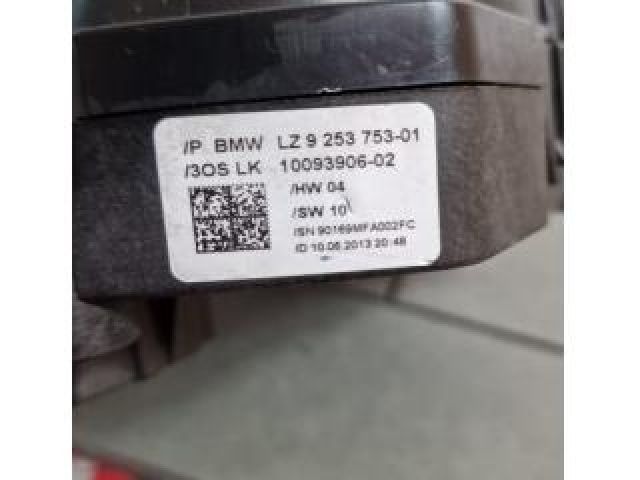 /P BMW LZ 9 253 753-01
/3OS LK 10093906-02
/HW 04
/SW 10
/SN 90169MFA002FC
/D 10.06.2013 20:48